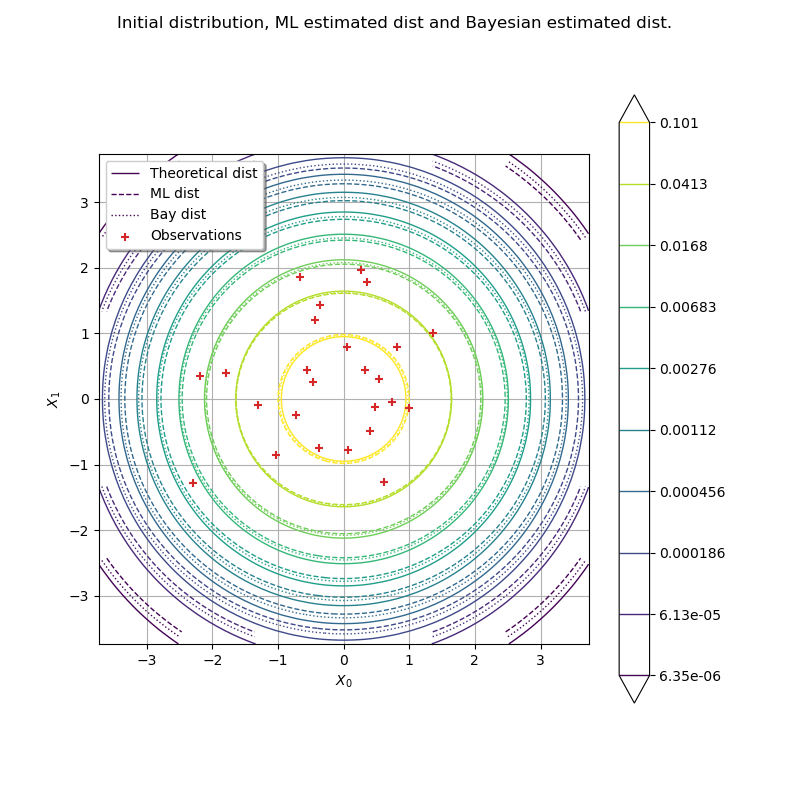 Initial distribution, ML estimated dist and Bayesian estimated dist.
Theoretical dist
ML dist
Bay dist
Observations
3
2
1
0
−1
−2
−3
X₁
−3
−2
−1
0
1
2
3
X₀
0.101
0.0413
0.0168
0.00683
0.00276
0.00112
0.000456
0.000186
6.13e-05
6.35e-06